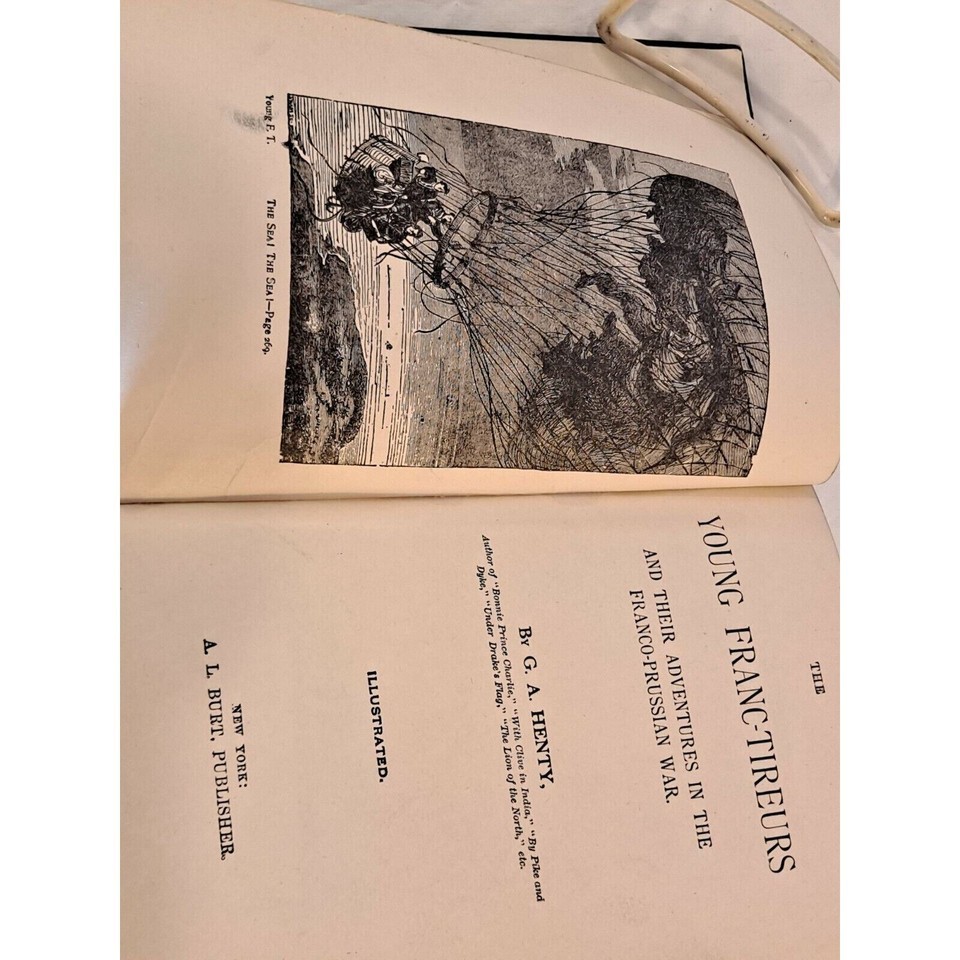 Young F. T.
THE SEA! THE SEA!—Page 269.
THE
YOUNG FRANC-TIREURS
AND THEIR ADVENTURES IN THE
FRANCO-PRUSSIAN WAR.
BY G. A. HENTY,
Author of "Bonnie Prince Charlie," "With Clive in India," "By Pike and
Dyke," "Under Drake's Flag," "The Lion of the North," etc.
ILLUSTRATED.
NEW YORK:
A. L. BURT, PUBLISHER.